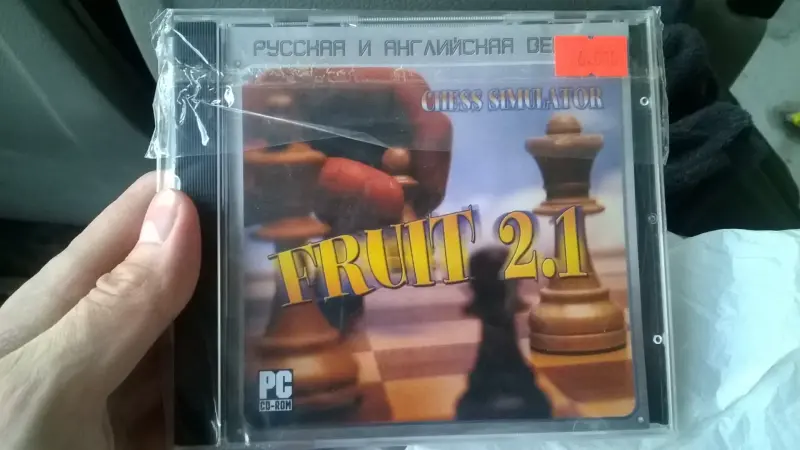 РУССКАЯ И АНГЛИЙСКАЯ
CHESS SIMULATOR
FRUIT 2.1
PC
CD-ROM